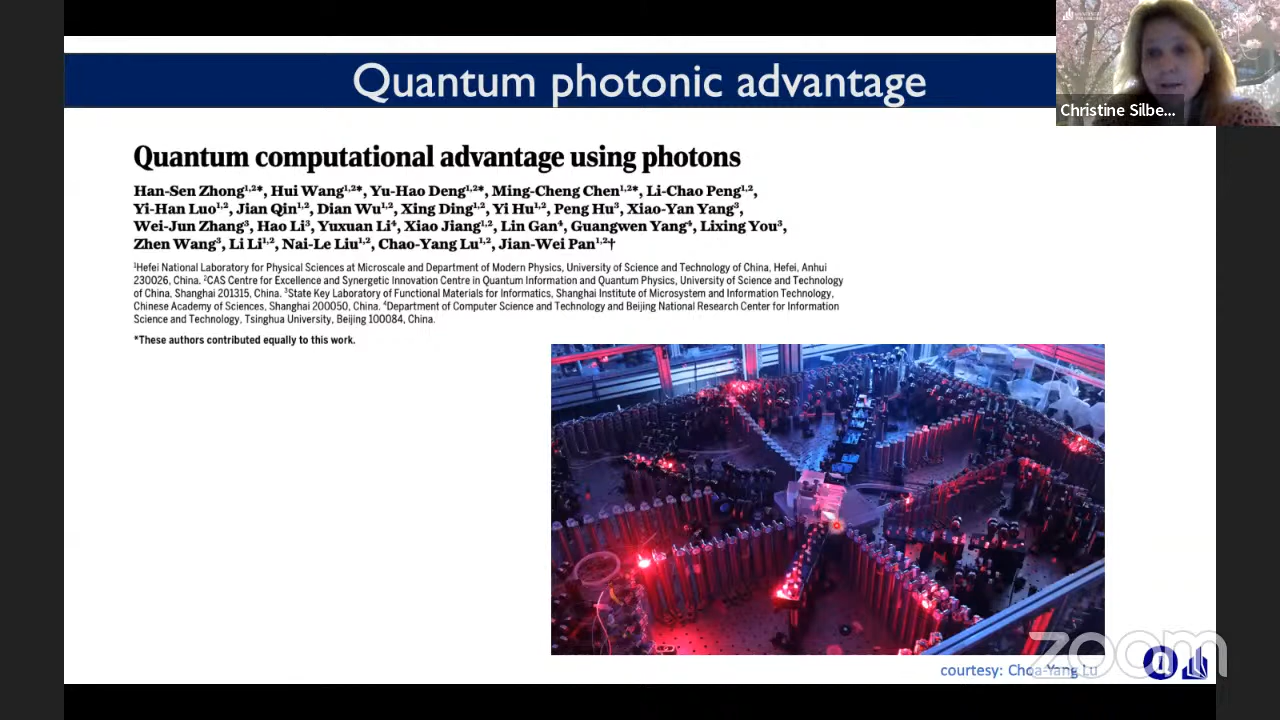 Quantum photonic advantage
Christine Silbe...
Quantum computational advantage using photons
Han-Sen Zhong1,2*, Hui Wang1,2*, Yu-Hao Deng1,2*, Ming-Cheng Chen1,2*, Li-Chao Peng1,2,
Yi-Han Luo1,2, Jian Qin1,2, Dian Wu1,2, Xing Ding1,2, Yi Hu1,2, Peng Hu3, Xiao-Yan Yang3,
Wei-Jun Zhang3, Hao Li3, Yuxuan Li4, Xiao Jiang1,2, Lin Gan4, Guangwen Yang4, Lixing You3,
Zhen Wang3, Li Li1,2, Nai-Le Liu1,2, Chao-Yang Lu1,2, Jian-Wei Pan1,2†
1Hefei National Laboratory for Physical Sciences at Microscale and Department of Modern Physics, University of Science and Technology of China, Hefei, Anhui
230026, China. 2CAS Centre for Excellence and Synergetic Innovation Centre in Quantum Information and Quantum Physics, University of Science and Technology
of China, Shanghai 201315, China. 3State Key Laboratory of Functional Materials for Informatics, Shanghai Institute of Microsystem and Information Technology,
Chinese Academy of Sciences, Shanghai 200050, China. 4Department of Computer Science and Technology and Beijing National Research Center for Information
Science and Technology, Tsinghua University, Beijing 100084, China.
*These authors contributed equally to this work.
courtesy: Choa-Yang Lu
zoom